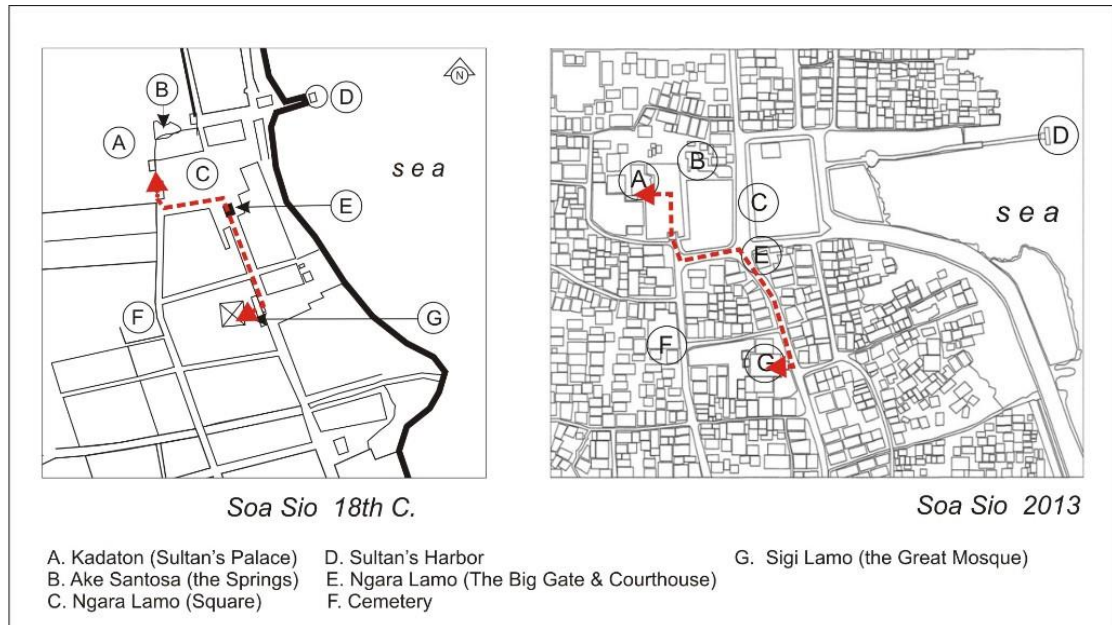 B
N
D
A
C
sea
E
F
G
Soa Sio 18th C.
D
B
A
C
sea
E
F
G
Soa Sio 2013
A. Kadaton (Sultan's Palace)
B. Ake Santosa (the Springs)
C. Ngara Lamo (Square)
D. Sultan's Harbor
E. Ngara Lamo (The Big Gate & Courthouse)
F. Cemetery
G. Sigi Lamo (the Great Mosque)